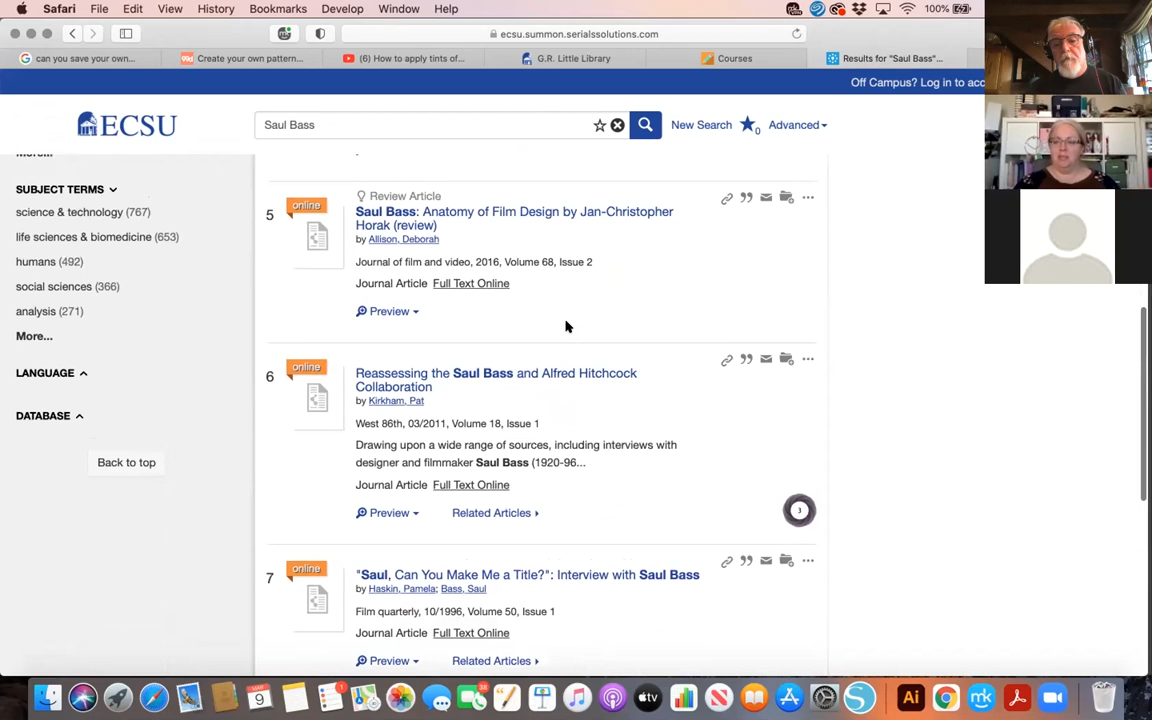 Safari File Edit View History Bookmarks Develop Window Help 100%
ecsu.summon.serialssolutions.com
can you save your own... Create your own pattern... (6) How to apply tints of... G.R. Little Library Courses Results for "Saul Bass"...
Off Campus? Log in to acc
ECSU Saul Bass New Search 0 Advanced
More...
SUBJECT TERMS
science & technology (767)
life sciences & biomedicine (653)
humans (492)
social sciences (366)
analysis (271)
More...
LANGUAGE
DATABASE
Back to top
5
online
Review Article
Saul Bass: Anatomy of Film Design by Jan-Christopher
Horak (review)
by Allison, Deborah
Journal of film and video, 2016, Volume 68, Issue 2
Journal Article Full Text Online
Preview
6
online
Reassessing the Saul Bass and Alfred Hitchcock
Collaboration
by Kirkham, Pat
West 86th, 03/2011, Volume 18, Issue 1
Drawing upon a wide range of sources, including interviews with
designer and filmmaker Saul Bass (1920-96...
Journal Article Full Text Online
Preview Related Articles
7
online
"Saul, Can You Make Me a Title?": Interview with Saul Bass
by Haskin, Pamela; Bass, Saul
Film quarterly, 10/1996, Volume 50, Issue 1
Journal Article Full Text Online
Preview Related Articles
MAR
9
1
38
tv
Ai
mk